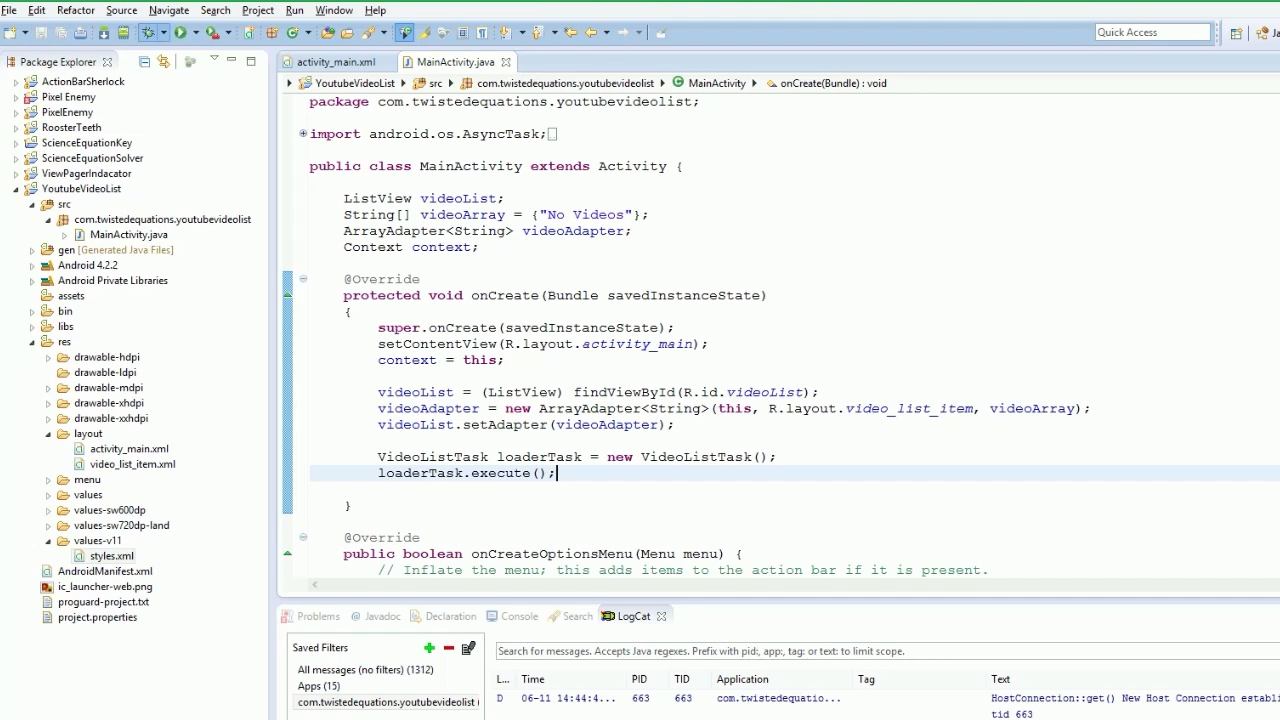 File Edit Refactor Source Navigate Search Project Run Window Help
Quick Access
Ja
Package Explorer
ActionBarSherlock
Pixel Enemy
PixelEnemy
RoosterTeeth
ScienceEquationKey
ScienceEquationSolver
ViewPagerIndacator
YoutubeVideoList
src
com.twistedequations.youtubevideolist
MainActivity.java
gen [Generated Java Files]
Android 4.2.2
Android Private Libraries
assets
bin
libs
res
drawable-hdpi
drawable-ldpi
drawable-mdpi
drawable-xhdpi
drawable-xxhdpi
layout
activity_main.xml
video_list_item.xml
menu
values
values-sw600dp
values-sw720dp-land
values-v11
styles.xml
AndroidManifest.xml
ic_launcher-web.png
proguard-project.txt
project.properties
activity_main.xml MainActivity.java
YoutubeVideoList src com.twistedequations.youtubevideolist MainActivity onCreate(Bundle) : void
package com.twistedequations.youtubevideolist;
import android.os.AsyncTask;
public class MainActivity extends Activity {
ListView videoList;
String[] videoArray = {"No Videos"};
ArrayAdapter<String> videoAdapter;
Context context;
@Override
protected void onCreate(Bundle savedInstanceState)
{
super.onCreate(savedInstanceState);
setContentView(R.layout.activity_main);
context = this;
videoList = (ListView) findViewById(R.id.videoList);
videoAdapter = new ArrayAdapter<String>(this, R.layout.video_list_item, videoArray);
videoList.setAdapter(videoAdapter);
VideoListTask loaderTask = new VideoListTask();
loaderTask.execute();
}
@Override
public boolean onCreateOptionsMenu(Menu menu) {
// Inflate the menu; this adds items to the action bar if it is present.
Problems @ Javadoc Declaration Console Search LogCat
Saved Filters
All messages (no filters) (1312)
Apps (15)
com.twistedequations.youtubevideolist (
Search for messages. Accepts Java regexes. Prefix with pid:, app:, tag: or text: to limit scope.
L... Time PID TID Application Tag Text
D 06-11 14:44:4... 663 663 com.twistedequatio... HostConnection::get() New Host Connection establi
tid 663